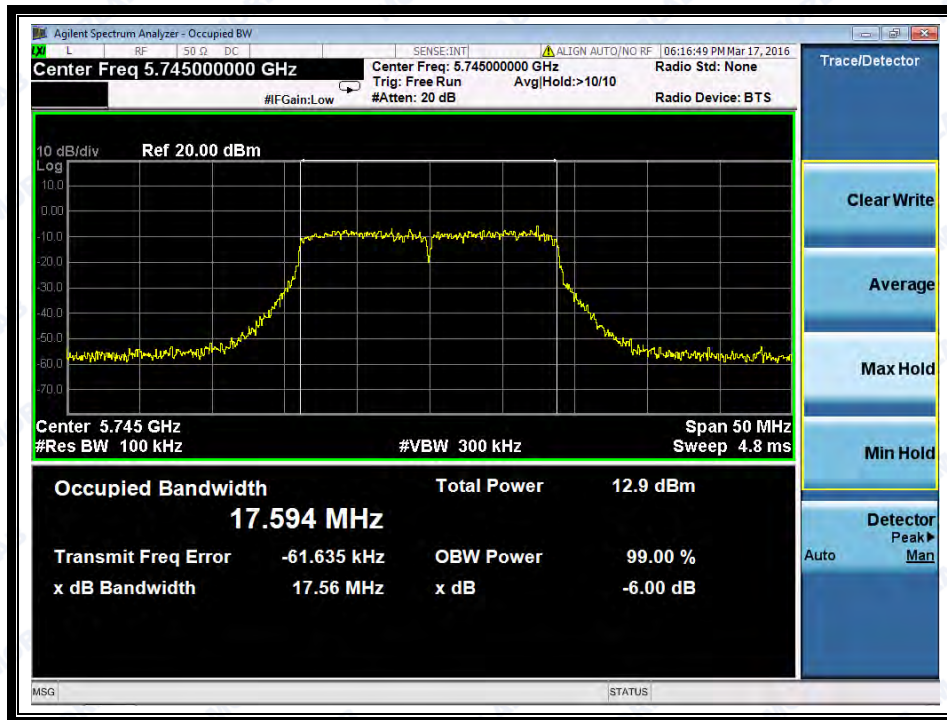 Agilent Spectrum Analyzer - Occupied BW
LXI L RF 50 Ω DC SENSE:INT ALIGN AUTO/NO RF 06:16:49 PM Mar 17, 2016
Center Freq 5.745000000 GHz
Center Freq: 5.745000000 GHz
Radio Std: None
Trig: Free Run Avg|Hold:>10/10
#IFGain:Low
#Atten: 20 dB
Radio Device: BTS
10 dB/div Ref 20.00 dBm
Log
10.0
0.00
-10.0
-20.0
-30.0
-40.0
-50.0
-60.0
-70.0
Center 5.745 GHz Span 50 MHz
#Res BW 100 kHz #VBW 300 kHz Sweep 4.8 ms
Occupied Bandwidth Total Power 12.9 dBm
17.594 MHz
Transmit Freq Error -61.635 kHz OBW Power 99.00 %
x dB Bandwidth 17.56 MHz x dB -6.00 dB
MSG STATUS
Trace/Detector
Clear Write
Average
Max Hold
Min Hold
Detector
Peak▶
Auto Man